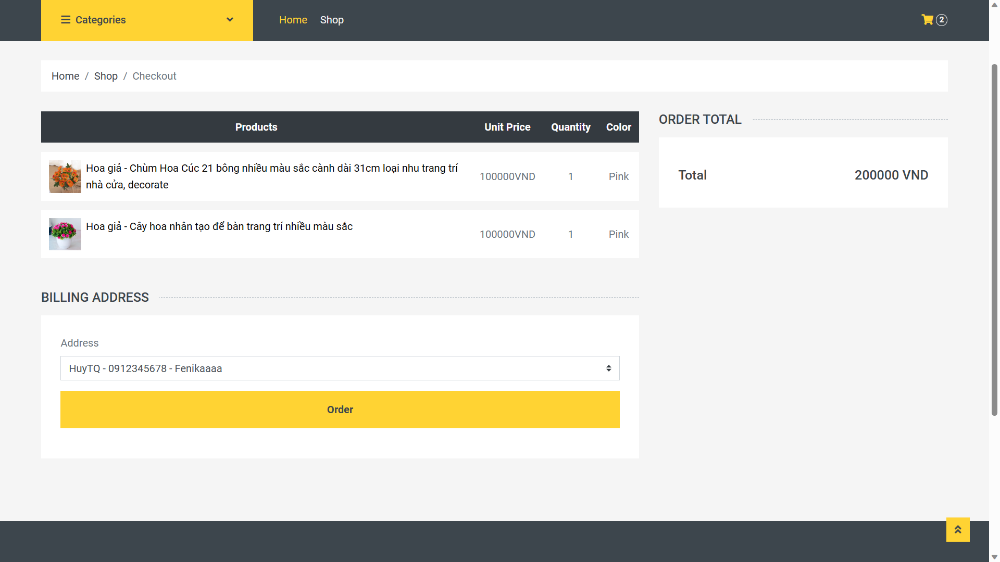 Categories
Home Shop
2
Home / Shop / Checkout
Products Unit Price Quantity Color
Hoa giả - Chùm Hoa Cúc 21 bông nhiều màu sắc cành dài 31cm loại nhu trang trí
nhà cửa, decorate
100000VND 1 Pink
Hoa giả - Cây hoa nhân tạo để bàn trang trí nhiều màu sắc
100000VND 1 Pink
ORDER TOTAL
Total 200000 VND
BILLING ADDRESS
Address
HuyTQ - 0912345678 - Fenikaaaa
Order